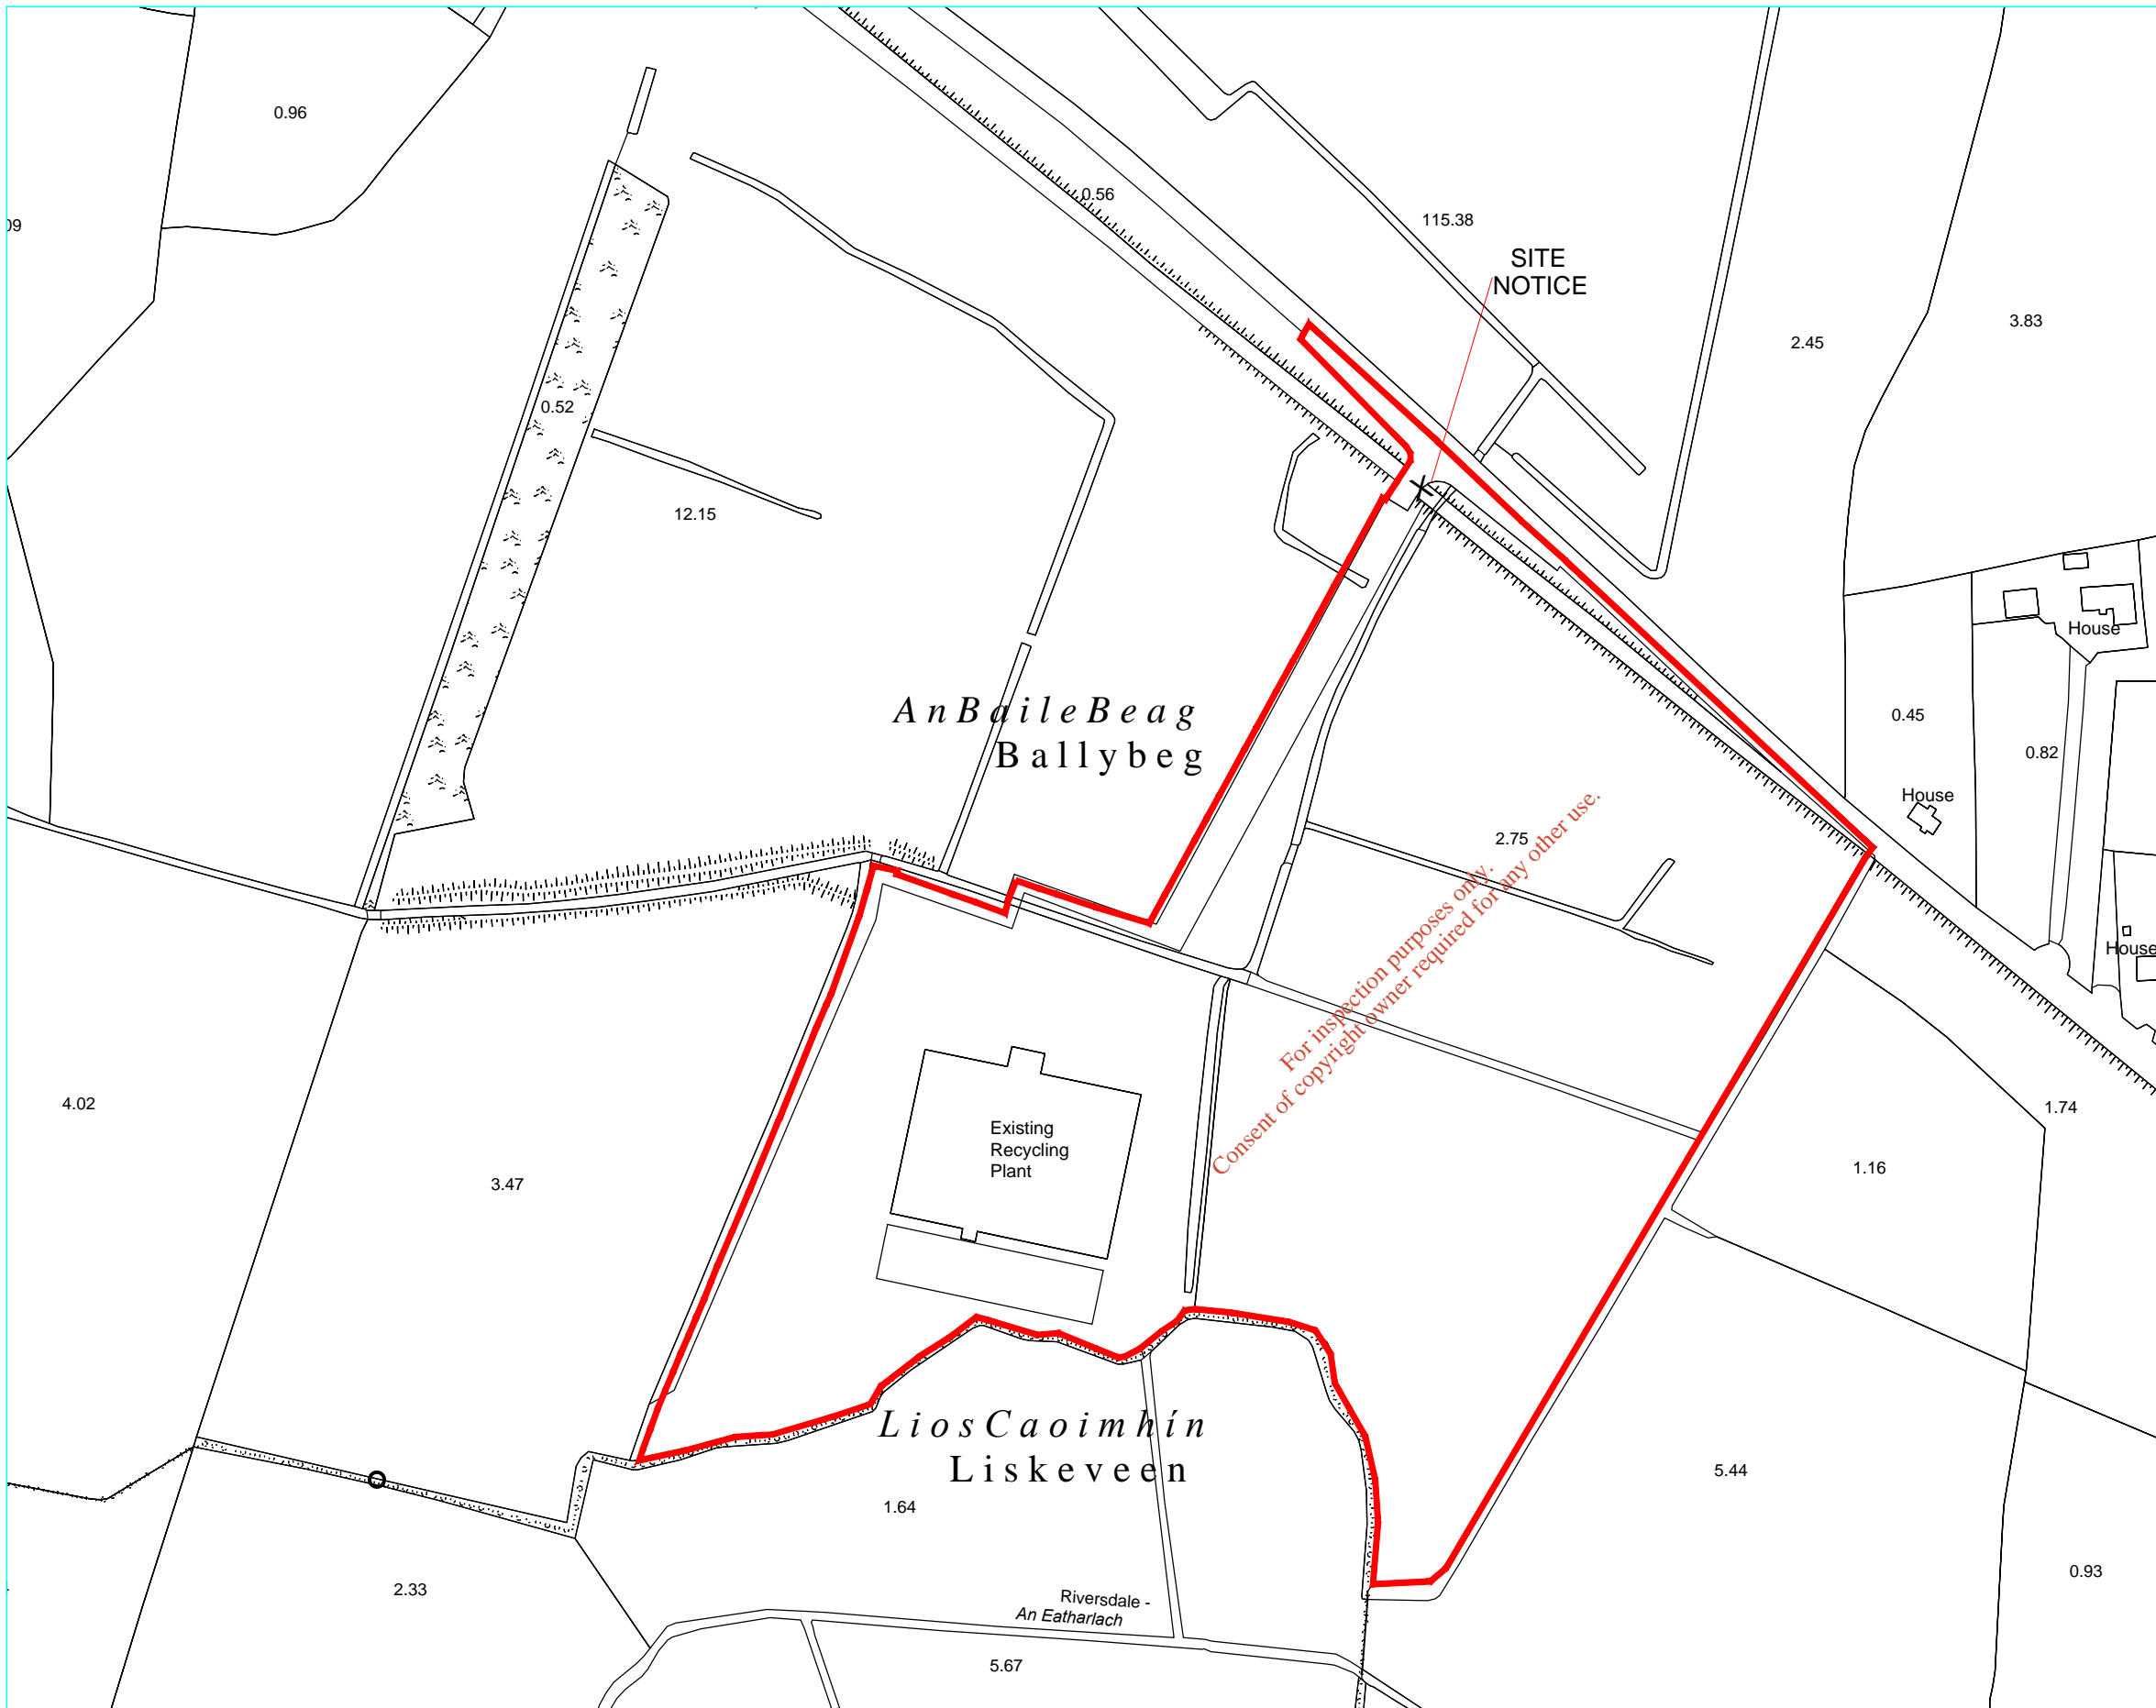 0.96
09
0.56
115.38
SITE
NOTICE
3.83
2.45
0.52
12.15
House
An Baile Beag
Ballybeg
0.45
0.82
House
2.75
House
For inspection purposes only.
Consent of copyright owner required for any other use.
4.02
1.74
Existing
Recycling
Plant
3.47
1.16
Lios Caoimhín
Liskeveen
5.44
1.64
2.33
0.93
Riversdale -
An Eatharlach
5.67